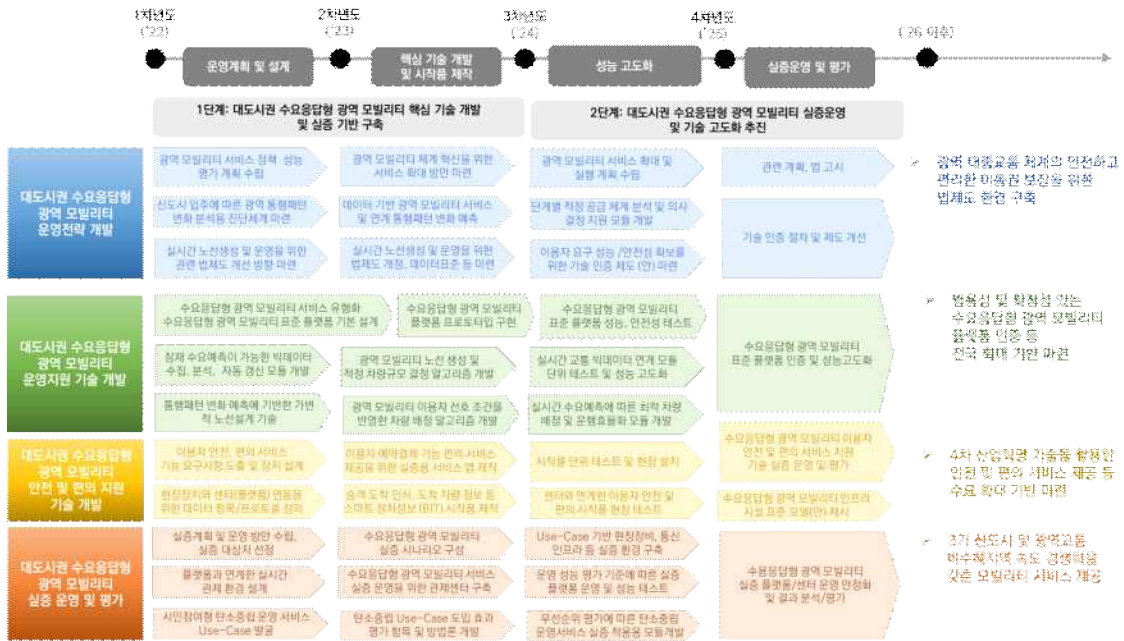 1차년도
('22)
2차년도
('23)
3차년도
('24)
4차년도
('25)
('26 이후)
운영계획 및 설계
핵심 기술 개발
및 시작품 제작
성능 고도화
실증운영 및 평가
1단계: 대도시권 수요응답형 광역 모빌리티 핵심 기술 개발
및 실증 기반 구축
2단계: 대도시권 수요응답형 광역 모빌리티 실증운영
및 기술 고도화 추진
대도시권 수요응답형
광역 모빌리티
운영전략 개발
광역 모빌리티 서비스 정책 성능
평가 계획 수립
광역 모빌리티 체계 혁신을 위한
서비스 확대 방안 마련
광역 모빌리티 서비스 확대 및
실행 계획 수립
관련 계획, 법 고시
신도시 입주에 따른 광역 통행패턴
변화 분석용 진단체계 마련
데이터 기반 광역 모빌리티 서비스
및 연계 통행패턴 변화 예측
단계별 적정 공급 체계 분석 및 의사
결정 지원 모듈 개발
기술 인증 절차 및 제도 개선
실시간 노선생성 및 운영을 위한
관련 법제도 개선 방향 마련
실시간 노선생성 및 운영을 위한
법제도 개정, 데이터표준 등 마련
이용자 요구 성능 /안전성 확보를
위한 기술 인증 제도 (안) 마련
➢ 광역 대중교통 체계의 안전하고
편리한 이동권 보장을 위한
법제도 환경 구축
대도시권 수요응답형
광역 모빌리티
운영지원 기술 개발
수요응답형 광역 모빌리티 서비스 유형화
수요응답형 광역 모빌리티 표준 플랫폼 기본 설계
수요응답형 광역 모빌리티
플랫폼 프로토타입 구현
수요응답형 광역 모빌리티
표준 플랫폼 성능, 안전성 테스트
수요응답형 광역 모빌리티
표준 플랫폼 인증 및 성능고도화
잠재 수요예측이 가능한 빅데이터
수집, 분석, 자동 갱신 모듈 개발
광역 모빌리티 노선 생성 및
적정 차량규모 결정 알고리즘 개발
실시간 교통 빅데이터 연계 모듈
단위 테스트 및 성능 고도화
통행패턴 변화 예측에 기반한 가변
적 노선설계 기술
광역 모빌리티 이용자 선호 조건을
반영한 차량 배정 알고리즘 개발
실시간 수요예측에 따른 최적 차량
배정 및 운행효율화 모듈 개발
➢ 범용성 및 확장성 있는
수요응답형 광역 모빌리티
플랫폼 인증 등
전국 확대 기반 마련
대도시권 수요응답형
광역 모빌리티
안전 및 편의 지원
기술 개발
이용자 안전, 편의 서비스
기능 요구사항 도출 및 장치 설계
이용자 예약결제 가능 편의 서비스
제공을 위한 실증용 서비스 앱 제작
시작품 단위 테스트 및 현장 설치
수요응답형 광역 모빌리티 이용자
안전 및 편의 서비스 지원
기술 실증 운영 및 평가
현장장치와 센터(플랫폼) 연동을
위한 데이터 항목/프로토콜 정의
승객 도착 인식, 도착 차량 정보 등
스마트 정차정보 (BIT) 시작품 제작
센터와 연계한 이용자 안전 및
편의 시작품 현장 테스트
수요응답형 광역 모빌리티 인프라
시설 표준 모델(안) 제시
➢ 4차 산업혁명 기술을 활용한
안전 및 편의 서비스 제공 등
수요 확대 기반 마련
대도시권 수요응답형
광역 모빌리티
실증 운영 및 평가
실증계획 및 운영 방안 수립,
실증 대상지 선정
수요응답형 광역 모빌리티
실증 시나리오 구성
Use-Case 기반 현장장비, 통신
인프라 등 실증 환경 구축
수용응답형 광역 모빌리티
실증 플랫폼/센터 운영 안정화
및 결과 분석/평가
플랫폼과 연계한 실시간
관제 환경 설계
수요응답형 광역 모빌리티 서비스
실증 운영을 위한 관제센터 구축
운영 성능 평가 기준에 따른 실증
플랫폼 운영 및 성능 테스트
시민참여형 탄소중립 운영 서비스
Use-Case 발굴
탄소중립 Use-Case 도입 효과
평가 항목 및 방법론 개발
우선순위 평가에 따른 탄소중립
운영서비스 실증 적용용 모듈개발
➢ 3기 신도시 및 광역교통
비수혜지역 속도 경쟁력을
갖춘 모빌리티 서비스 제공